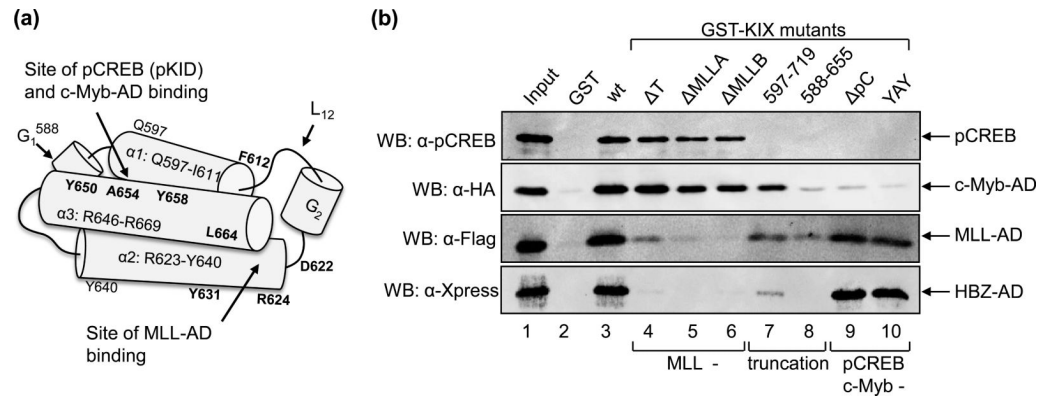 (a)
Site of pCREB (pKID)
and c-Myb-AD binding
G₁⁵⁸⁸
Q597
L₁₂
α1: Q597-I611
F612
Y650
A654
Y658
G₂
α3: R646-R669
L664
α2: R623-Y640
D622
Y640
Y631
R624
Site of MLL-AD
binding
(b)
GST-KIX mutants
Input
GST
wt
ΔT
ΔMLLA
ΔMLLB
597-719
588-655
ΔpC
YAY
WB: α-pCREB
pCREB
WB: α-HA
c-Myb-AD
WB: α-Flag
MLL-AD
WB: α-Xpress
HBZ-AD
1 2 3 4 5 6 7 8 9 10
MLL - truncation pCREB
c-Myb -